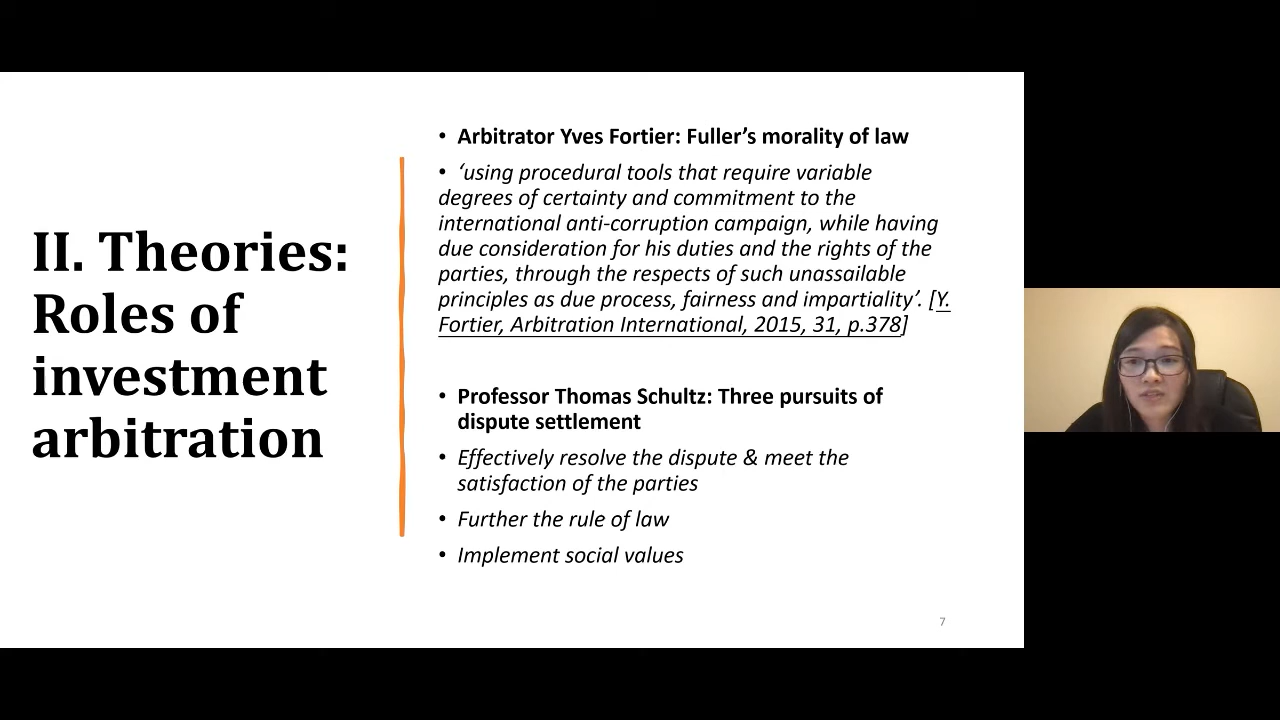 II. Theories:
Roles of
investment
arbitration
• Arbitrator Yves Fortier: Fuller’s morality of law
• ‘using procedural tools that require variable
degrees of certainty and commitment to the
international anti-corruption campaign, while having
due consideration for his duties and the rights of the
parties, through the respects of such unassailable
principles as due process, fairness and impartiality’. [Y.
Fortier, Arbitration International, 2015, 31, p.378]
• Professor Thomas Schultz: Three pursuits of
dispute settlement
• Effectively resolve the dispute & meet the
satisfaction of the parties
• Further the rule of law
• Implement social values
7